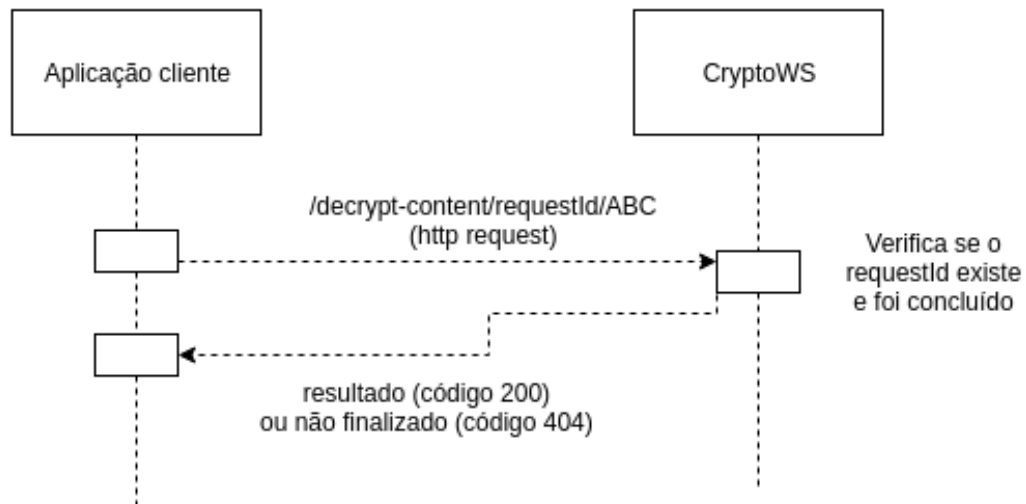 Aplicação cliente
CryptoWS
/decrypt-content/requestId/ABC
(http request)
Verifica se o
requestId existe
e foi concluído
resultado (código 200)
ou não finalizado (código 404)